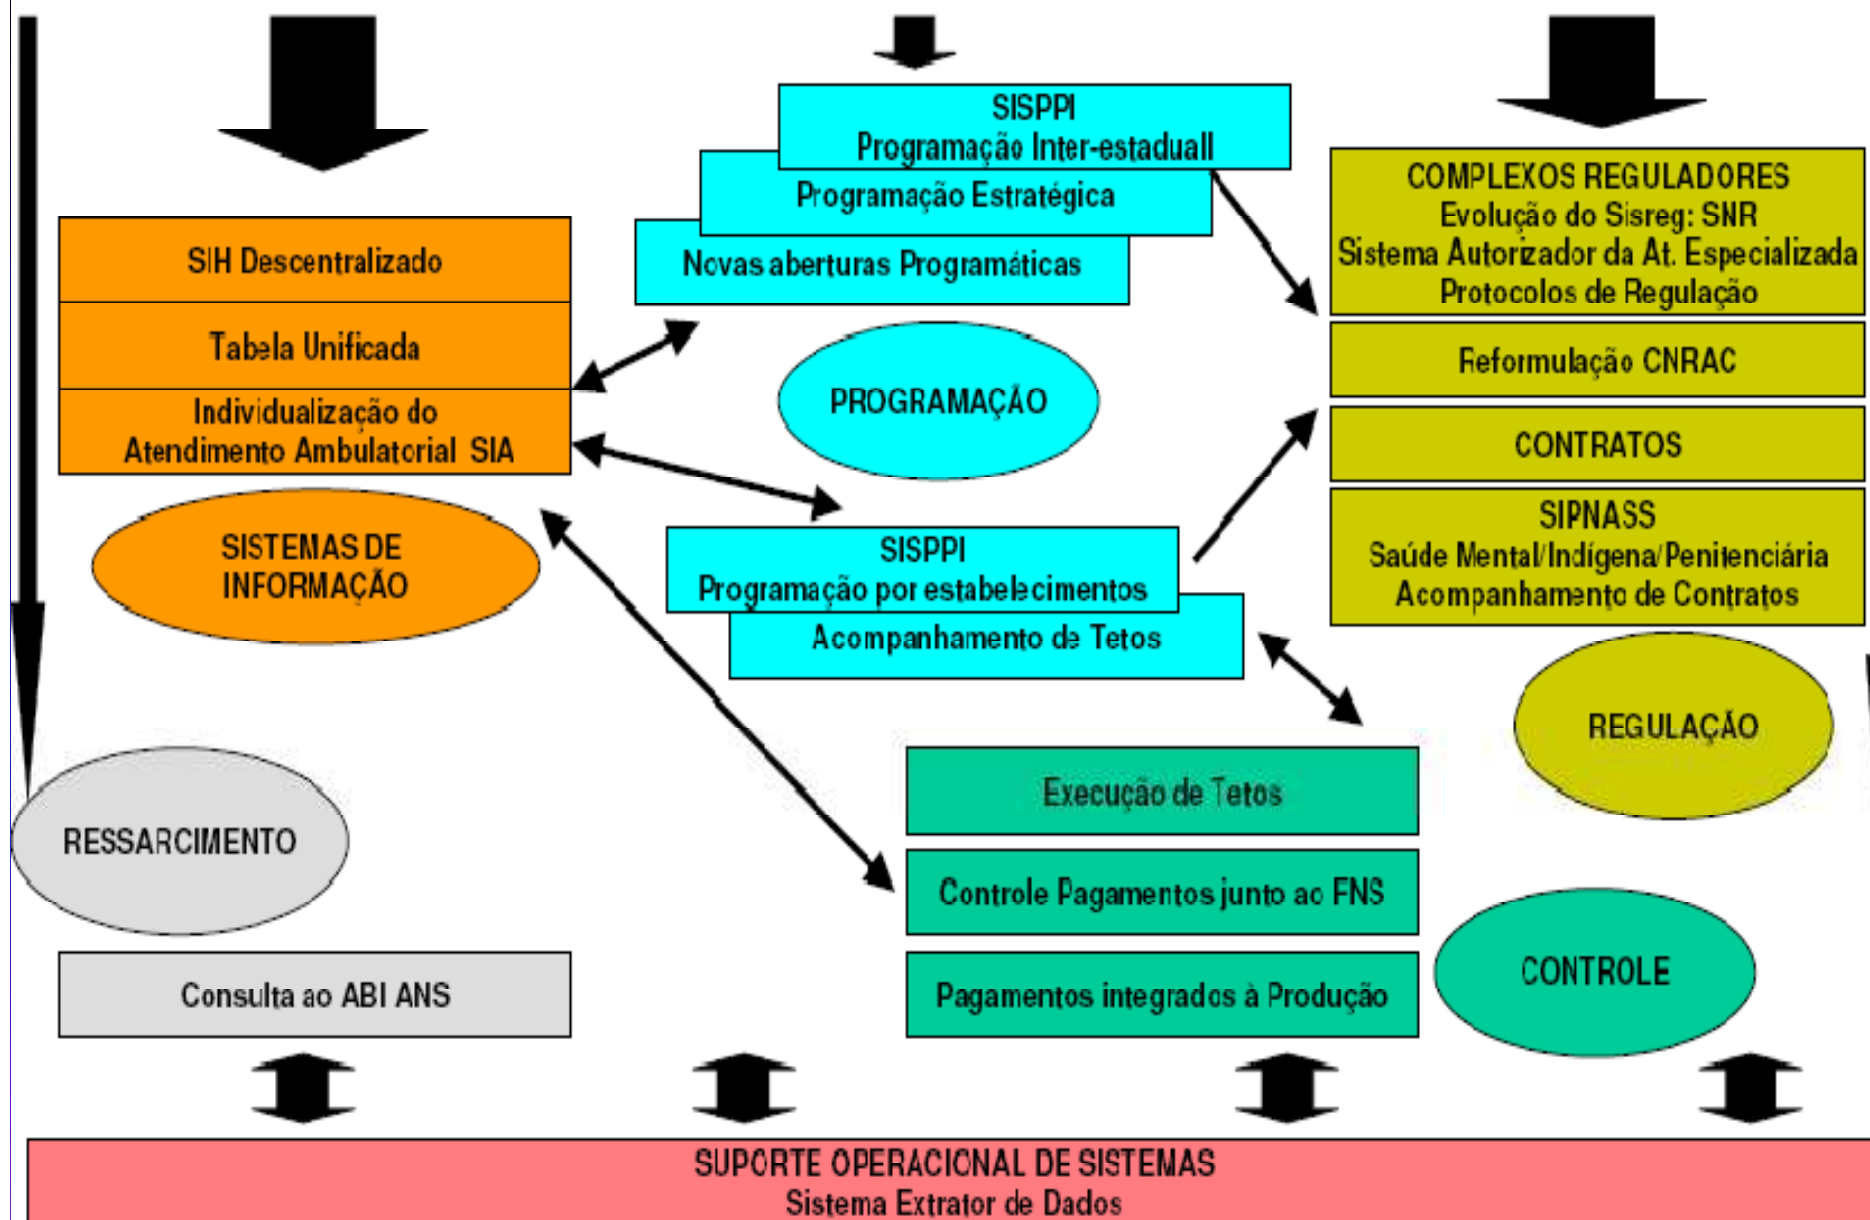 SISPPI
Programação Inter-estaduall
Programação Estratégica
Novas aberturas Programáticas
PROGRAMAÇÃO
SIH Descentralizado
Tabela Unificada
Individualização do
Atendimento Ambulatorial SIA
SISTEMAS DE
INFORMAÇÃO
COMPLEXOS REGULADORES
Evolução do Sisreg: SNR
Sistema Autorizador da At. Especializada
Protocolos de Regulação
Reformulação CNRAC
CONTRATOS
SIPNASS
Saúde Mental/Indígena/Penitenciária
Acompanhamento de Contratos
REGULAÇÃO
SISPPI
Programação por estabelecimentos
Acompanhamento de Tetos
RESSARCIMENTO
Consulta ao ABI ANS
Execução de Tetos
Controle Pagamentos junto ao FNS
Pagamentos integrados à Produção
CONTROLE
SUPORTE OPERACIONAL DE SISTEMAS
Sistema Extrator de Dados